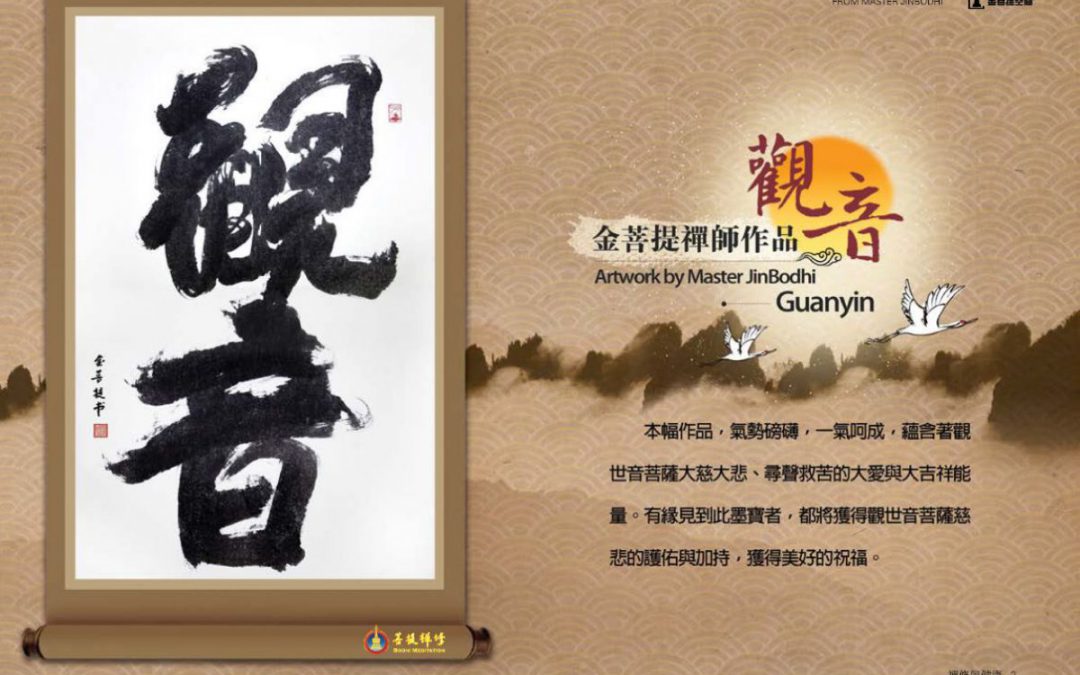 FROM MASTER JINBODHI
觀音
金菩提书
菩提禪修
BODHI MEDITATION
觀音
金菩提禪師作品
Artwork by Master JinBodhi
Guanyin
本幅作品，氣勢磅礡，一氣呵成，蘊含著觀
世音菩薩大慈大悲、尋聲救苦的大愛與大吉祥能
量。有緣見到此墨寶者，都將獲得觀世音菩薩慈
悲的護佑與加持，獲得美好的祝福。